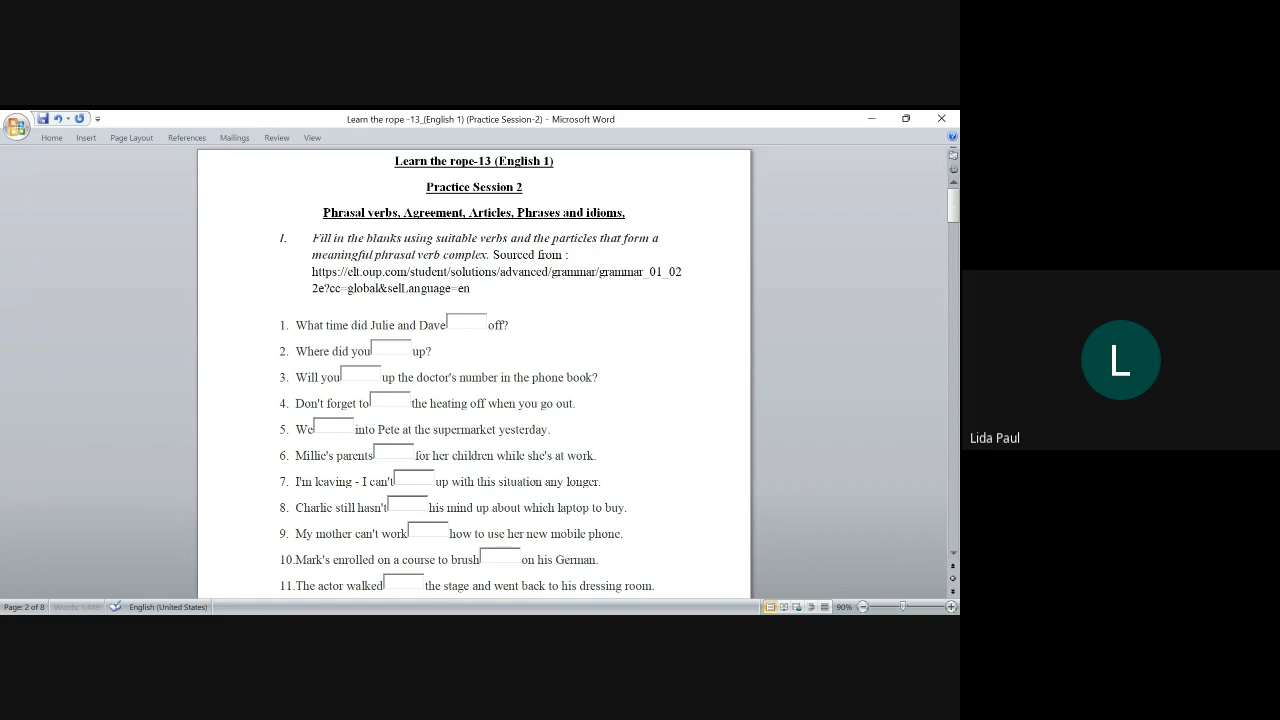 Learn the rope -13_(English 1) (Practice Session-2) - Microsoft Word
Home Insert Page Layout References Mailings Review View
Learn the rope-13 (English 1)
Practice Session 2
Phrasal verbs, Agreement, Articles, Phrases and idioms,
I. Fill in the blanks using suitable verbs and the particles that form a
meaningful phrasal verb complex. Sourced from :
https://elt.oup.com/student/solutions/advanced/grammar/grammar_01_02
2e?cc=global&selLanguage=en
1. What time did Julie and Dave off?
2. Where did you up?
3. Will you up the doctor's number in the phone book?
4. Don't forget to the heating off when you go out.
5. We into Pete at the supermarket yesterday.
6. Millie's parents for her children while she's at work.
7. I'm leaving - I can't up with this situation any longer.
8. Charlie still hasn't his mind up about which laptop to buy.
9. My mother can't work how to use her new mobile phone.
10.Mark's enrolled on a course to brush on his German.
11.The actor walked the stage and went back to his dressing room.
Page: 2 of 8 English (United States) 90%
L
Lida Paul